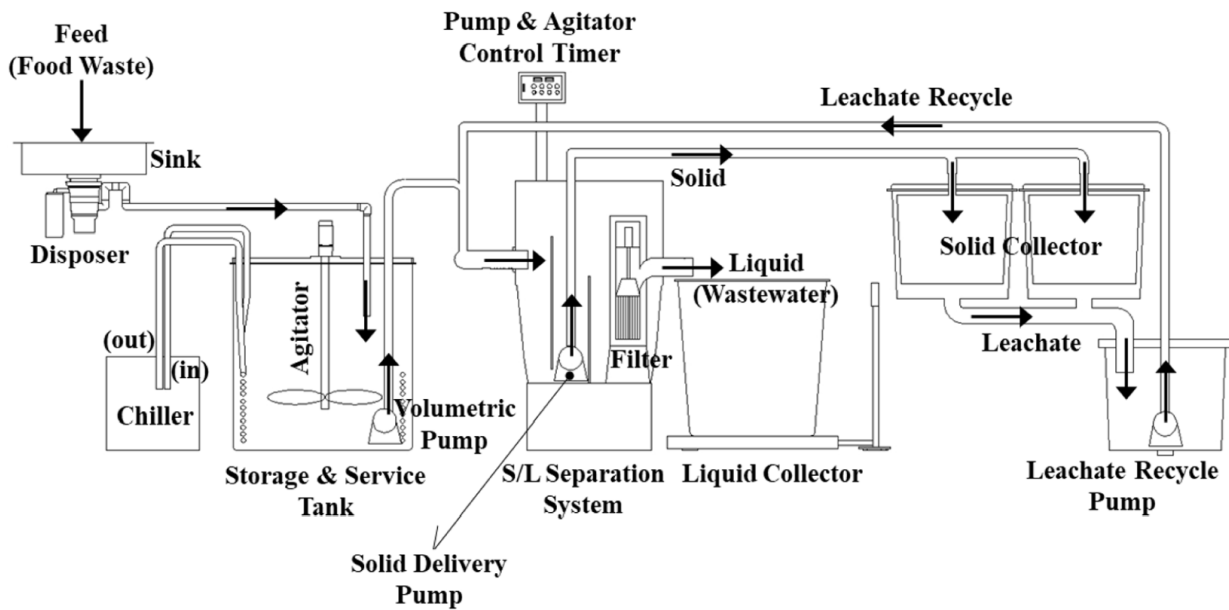 Feed
(Food Waste)
Sink
Disposer
(out)
(in)
Chiller
Agitator
Volumetric
Pump
Storage & Service
Tank
Pump & Agitator
Control Timer
Solid
Filter
S/L Separation
System
Solid Delivery
Pump
Liquid
(Wastewater)
Liquid Collector
Leachate Recycle
Solid Collector
Leachate
Leachate Recycle
Pump